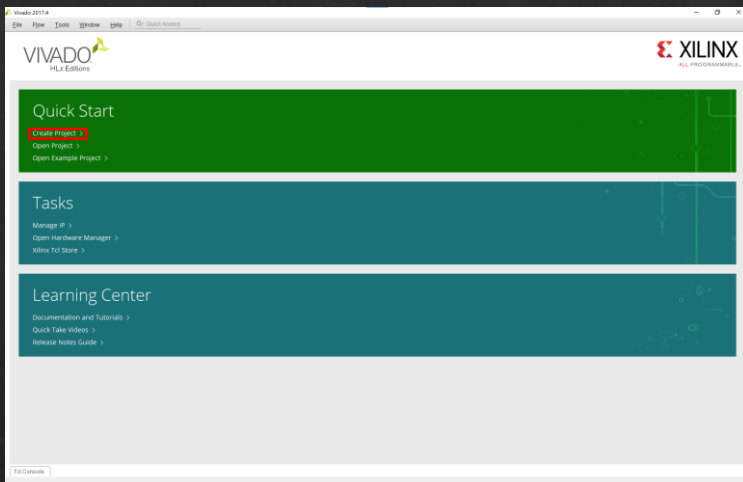 Vivado 2017.4
File Flow Tools Window Help Quick Access
VIVADO
HLx Editions
XILINX
ALL PROGRAMMABLE
Quick Start
Create Project >
Open Project >
Open Example Project >
Tasks
Manage IP >
Open Hardware Manager >
Xilinx Tcl Store >
Learning Center
Documentation and Tutorials >
Quick Take Videos >
Release Notes Guide >
Tcl Console